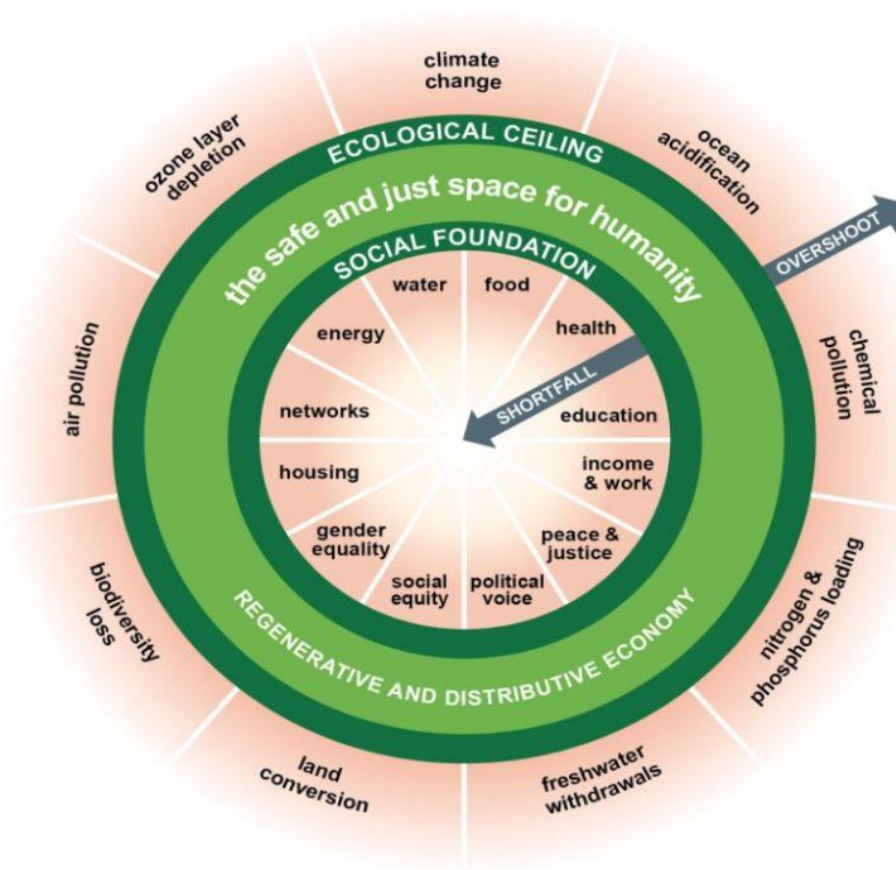 climate
change
ozone layer
depletion
ocean
acidification
ECOLOGICAL CEILING
the safe and just space for humanity
OVERSHOOT
SOCIAL FOUNDATION
water
food
energy
health
air pollution
chemical
pollution
SHORTFALL
networks
education
housing
income
& work
gender
equality
peace &
justice
social
equity
political
voice
biodiversity
loss
nitrogen &
phosphorus loading
REGENERATIVE AND DISTRIBUTIVE ECONOMY
land
conversion
freshwater
withdrawals